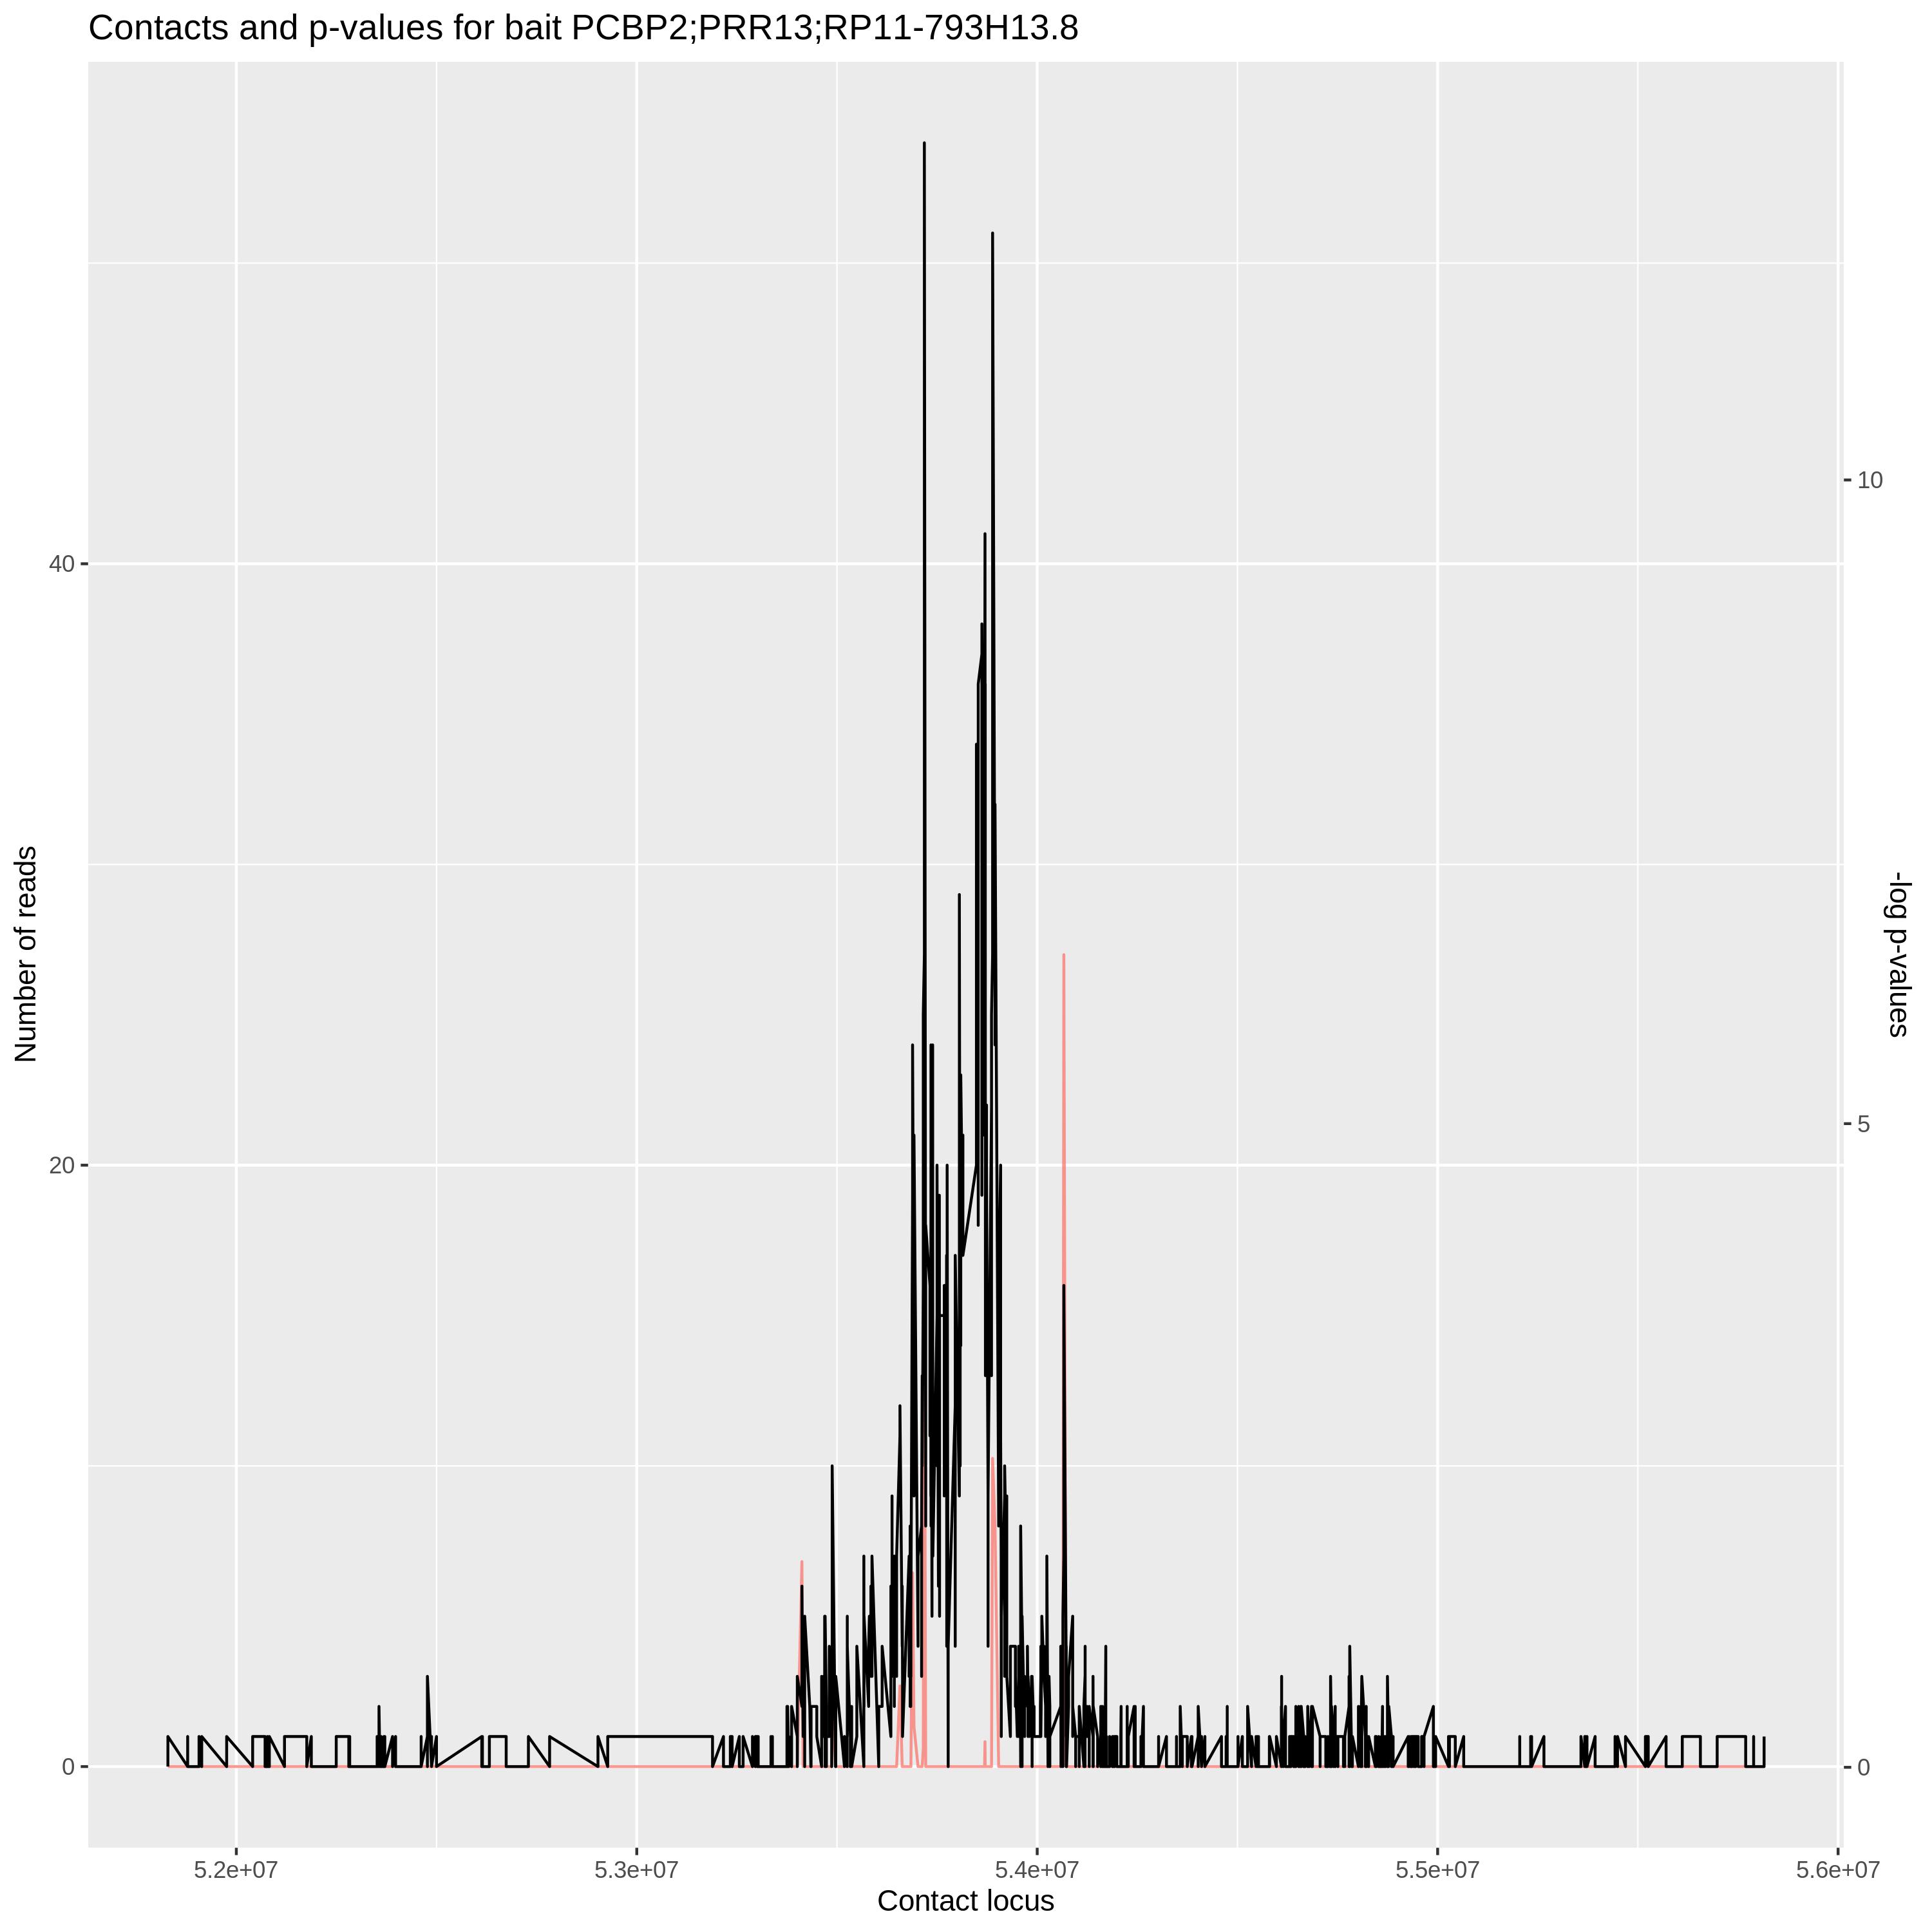 Contacts and p-values for bait PCBP2;PRR13;RP11-793H13.8
Number of reads
40
20
0
10
5
0
-log p-values
5.2e+07
5.3e+07
5.4e+07
5.5e+07
5.6e+07
Contact locus